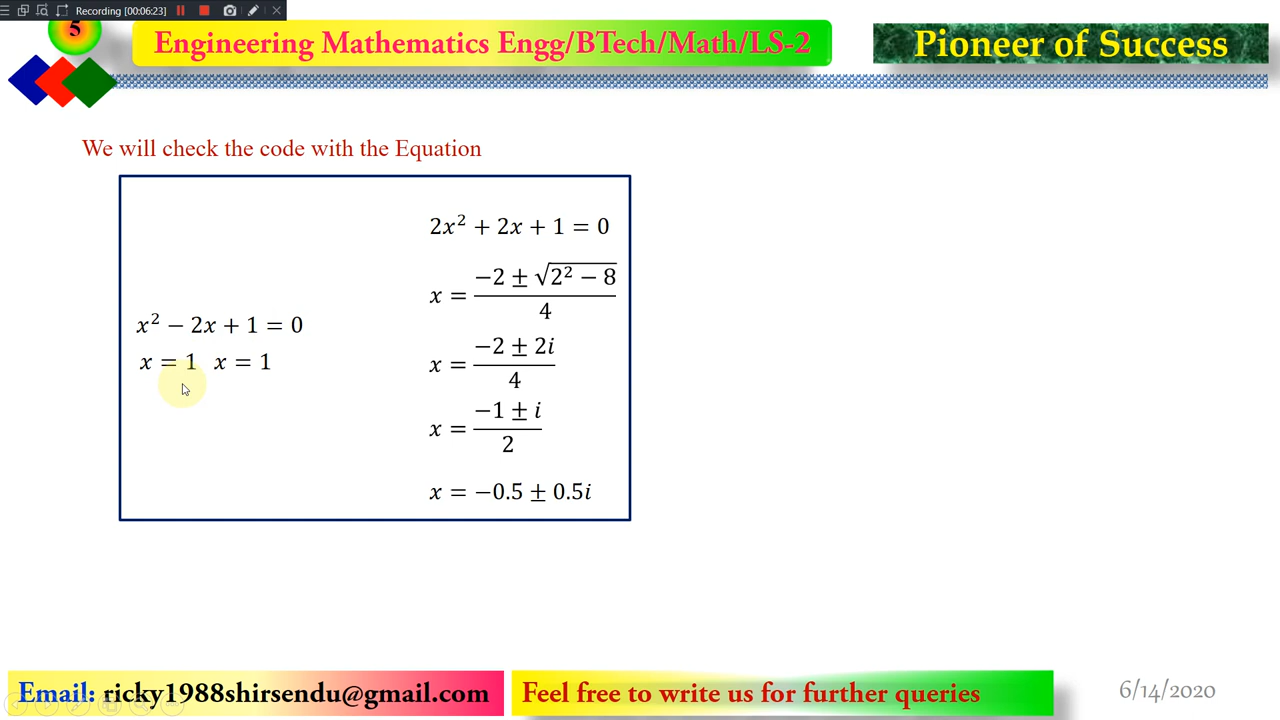 Recording [00:06:23]
5
Engineering Mathematics Engg/BTech/Math/LS-2
Pioneer of Success
We will check the code with the Equation
x² − 2x + 1 = 0
x = 1 x = 1
2x² + 2x + 1 = 0
x = (−2 ± √(2² − 8))/4
x = (−2 ± 2i)/4
x = (−1 ± i)/2
x = −0.5 ± 0.5i
Email: ricky1988shirsendu@gmail.com
Feel free to write us for further queries
6/14/2020